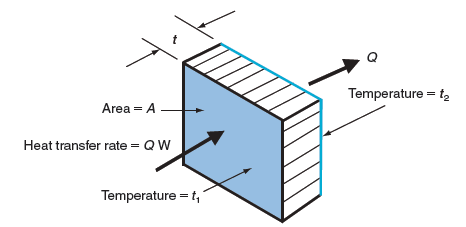 t
Q
Temperature = t₂
Area = A
Heat transfer rate = Q W
Temperature = t₁